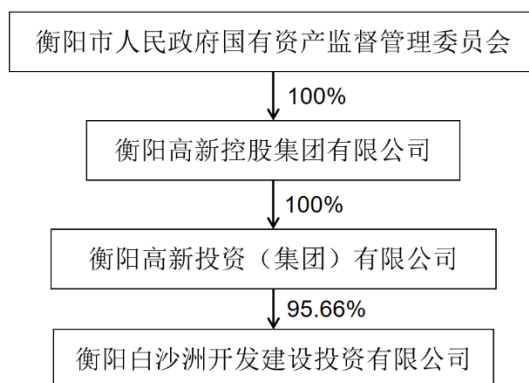 衡阳市人民政府国有资产监督管理委员会
100%
衡阳高新控股集团有限公司
100%
衡阳高新投资（集团）有限公司
95.66%
衡阳白沙洲开发建设投资有限公司